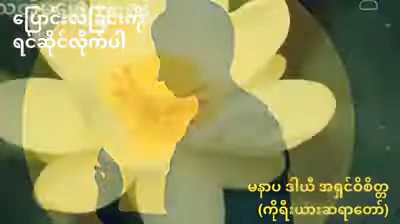 ပြောင်းလဲခြင်းကို
ရင်ဆိုင်လိုက်ပါ
မနာပ ဒါယီ အရှင်ဝိစိတ္တ
(ကိုရီးယားဆရာတော်)